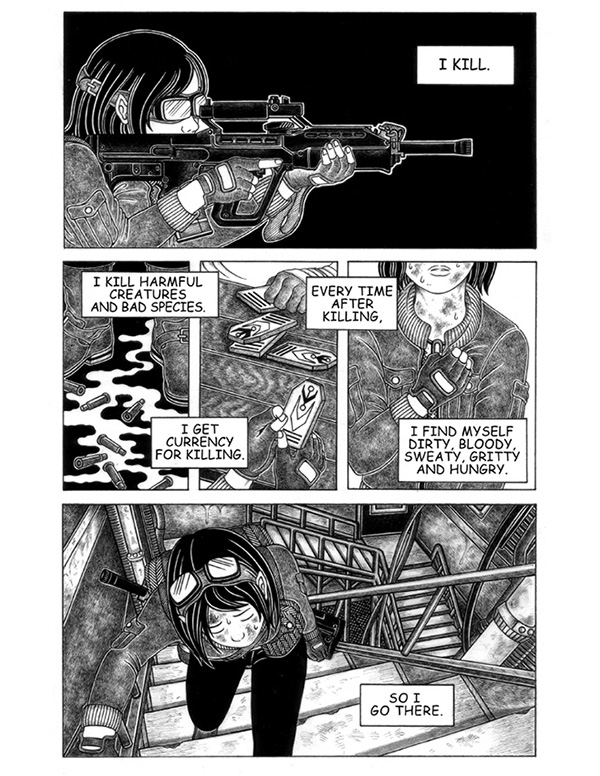 I KILL.
I KILL HARMFUL
CREATURES
AND BAD SPECIES.
I GET
CURRENCY
FOR KILLING.
EVERY TIME
AFTER
KILLING,
I FIND MYSELF
DIRTY, BLOODY,
SWEATY, GRITTY
AND HUNGRY.
SO I
GO THERE.